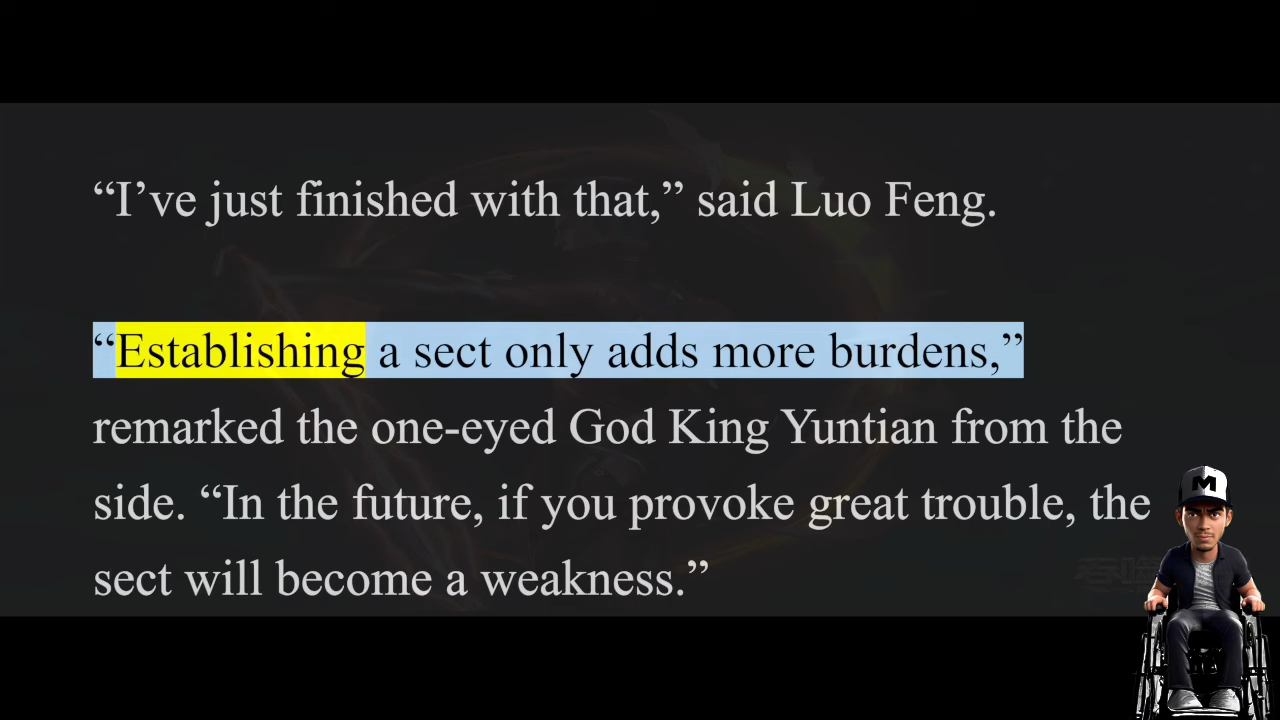 “I’ve just finished with that,” said Luo Feng.
“Establishing a sect only adds more burdens,”
remarked the one-eyed God King Yuntian from the
side. “In the future, if you provoke great trouble, the
sect will become a weakness.”
M